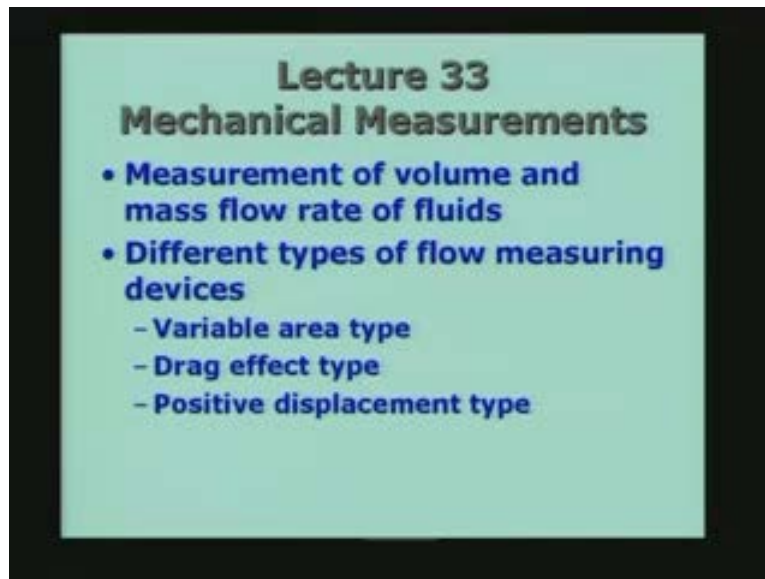 Lecture 33
Mechanical Measurements
• Measurement of volume and
mass flow rate of fluids
• Different types of flow measuring
devices
– Variable area type
– Drag effect type
– Positive displacement type